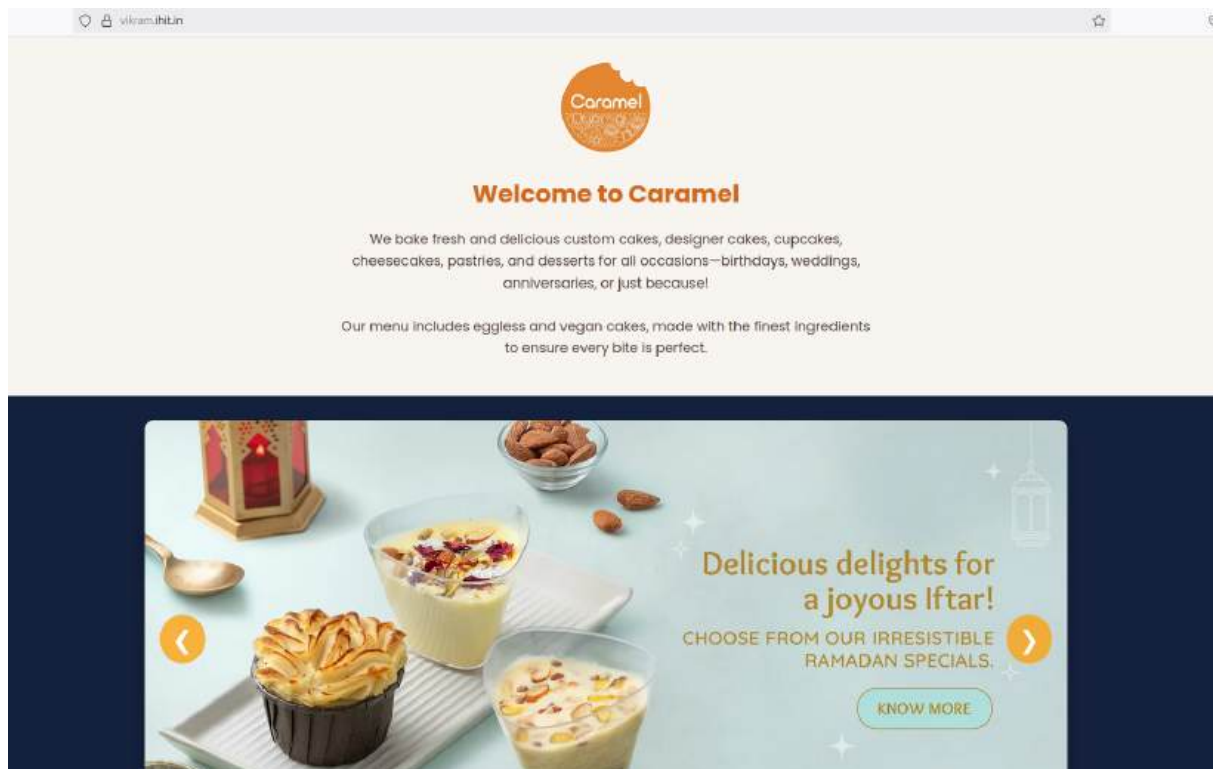 vikram.ihit.in
Caramel
Welcome to Caramel
We bake fresh and delicious custom cakes, designer cakes, cupcakes,
cheesecakes, pastries, and desserts for all occasions—birthdays, weddings,
anniversaries, or just because!
Our menu includes eggless and vegan cakes, made with the finest ingredients
to ensure every bite is perfect.
Delicious delights for
a joyous Iftar!
CHOOSE FROM OUR IRRESISTIBLE
RAMADAN SPECIALS.
KNOW MORE